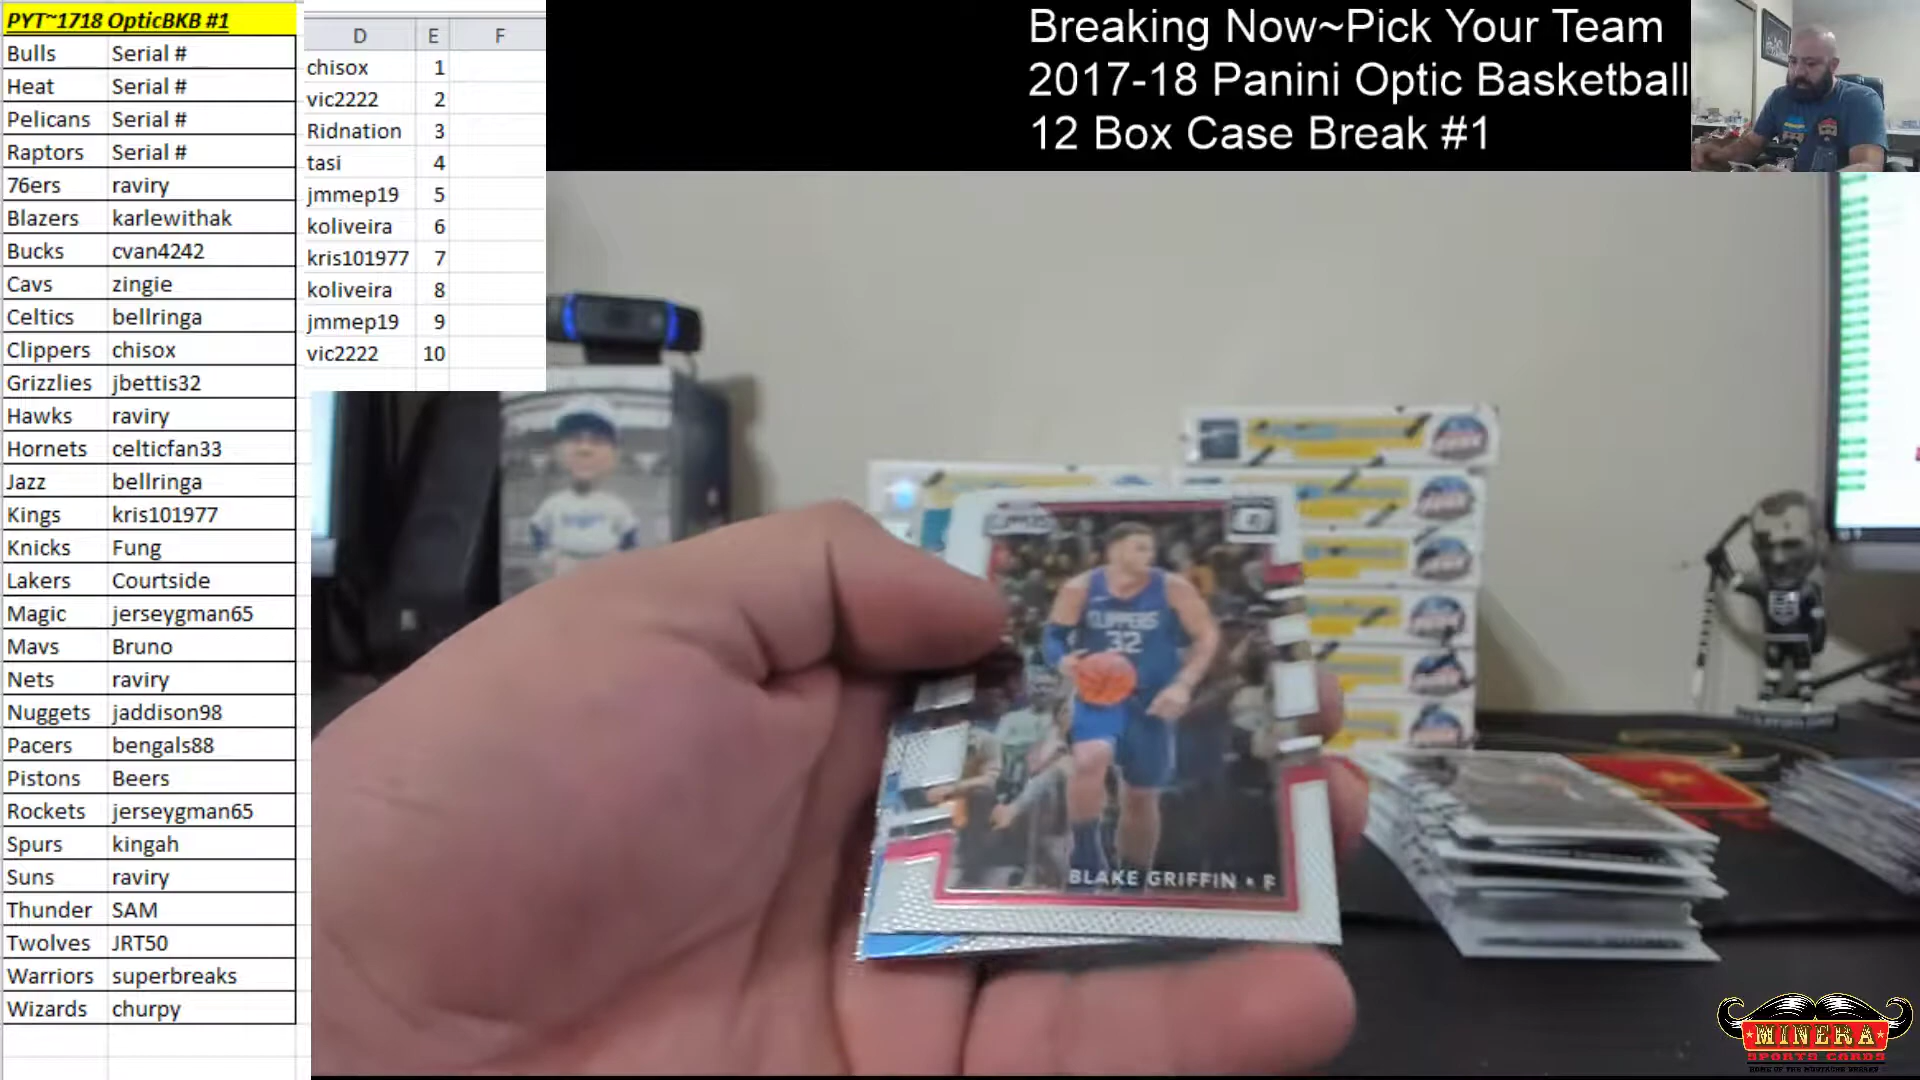 PYT~1718 OpticBKB #1
Bulls Serial #
Heat Serial #
Pelicans Serial #
Raptors Serial #
76ers raviry
Blazers karlewithak
Bucks cvan4242
Cavs zingie
Celtics bellringa
Clippers chisox
Grizzlies jbettis32
Hawks raviry
Hornets celticfan33
Jazz bellringa
Kings kris101977
Knicks Fung
Lakers Courtside
Magic jerseygman65
Mavs Bruno
Nets raviry
Nuggets jaddison98
Pacers bengals88
Pistons Beers
Rockets jerseygman65
Spurs kingah
Suns raviry
Thunder SAM
Twolves JRT50
Warriors superbreaks
Wizards churpy
D E F
chisox 1
vic2222 2
Ridnation 3
tasi 4
jmmep19 5
koliveira 6
kris101977 7
koliveira 8
jmmep19 9
vic2222 10
Breaking Now~Pick Your Team
2017-18 Panini Optic Basketball
12 Box Case Break #1
CLIPPERS
CLIPPERS
32
BLAKE GRIFFIN • F
MINERA
SPORTS CARDS